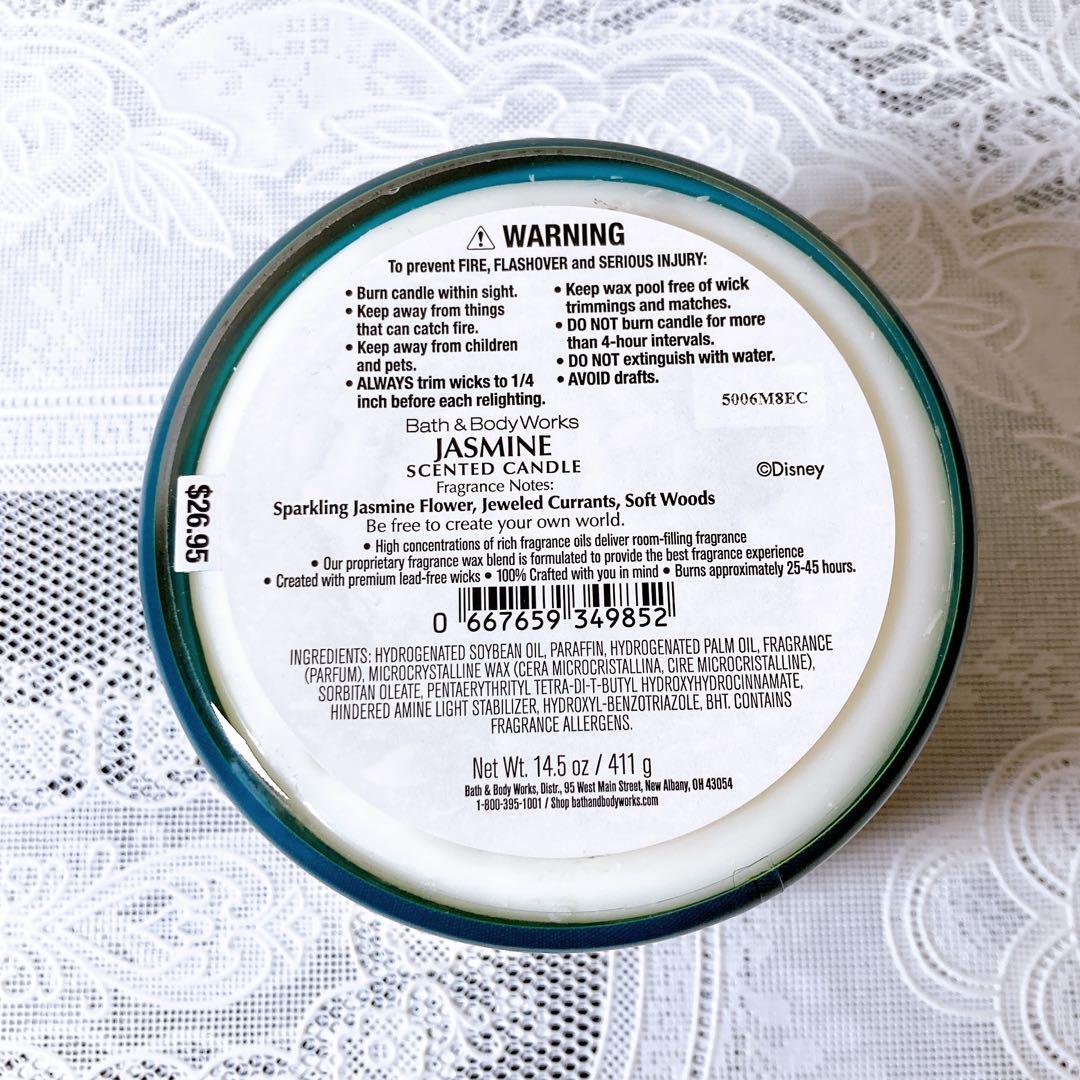 ⚠ WARNING
To prevent FIRE, FLASHOVER and SERIOUS INJURY:
• Burn candle within sight.
• Keep away from things
that can catch fire.
• Keep away from children
and pets.
• ALWAYS trim wicks to 1/4
inch before each relighting.
• Keep wax pool free of wick
trimmings and matches.
• DO NOT burn candle for more
than 4-hour intervals.
• DO NOT extinguish with water.
• AVOID drafts.
5006M8EC
Bath & Body Works
JASMINE
SCENTED CANDLE
©Disney
Fragrance Notes:
Sparkling Jasmine Flower, Jeweled Currants, Soft Woods
Be free to create your own world.
• High concentrations of rich fragrance oils deliver room-filling fragrance
• Our proprietary fragrance wax blend is formulated to provide the best fragrance experience
• Created with premium lead-free wicks • 100% Crafted with you in mind • Burns approximately 25-45 hours.
$26.95
0 667659 349852
INGREDIENTS: HYDROGENATED SOYBEAN OIL, PARAFFIN, HYDROGENATED PALM OIL, FRAGRANCE
(PARFUM), MICROCRYSTALLINE WAX (CERA MICROCRISTALLINA, CIRE MICROCRISTALLINE),
SORBITAN OLEATE, PENTAERYTHRITYL TETRA-DI-T-BUTYL HYDROXYHYDROCINNAMATE,
HINDERED AMINE LIGHT STABILIZER, HYDROXYL-BENZOTRIAZOLE, BHT. CONTAINS
FRAGRANCE ALLERGENS.
Net Wt. 14.5 oz / 411 g
Bath & Body Works, Distr., 95 West Main Street, New Albany, OH 43054
1-800-395-1001 / Shop bathandbodyworks.com